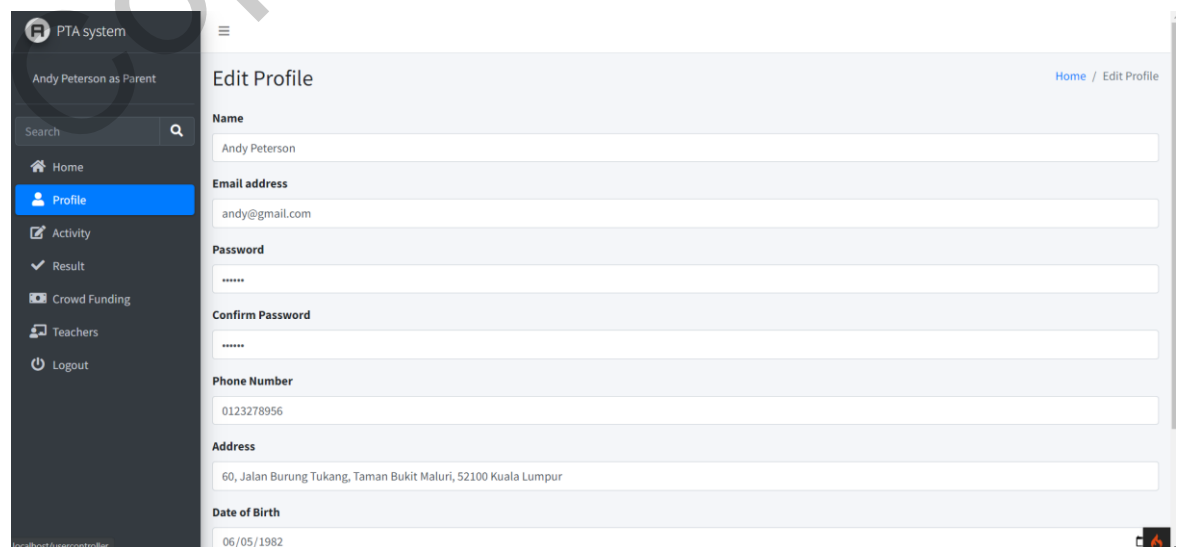 PTA system
Andy Peterson as Parent
Search
Home
Profile
Activity
Result
Crowd Funding
Teachers
Logout
localhost/usercontroller
Edit Profile
Home / Edit Profile
Name
Andy Peterson
Email address
andy@gmail.com
Password
••••••
Confirm Password
••••••
Phone Number
0123278956
Address
60, Jalan Burung Tukang, Taman Bukit Maluri, 52100 Kuala Lumpur
Date of Birth
06/05/1982